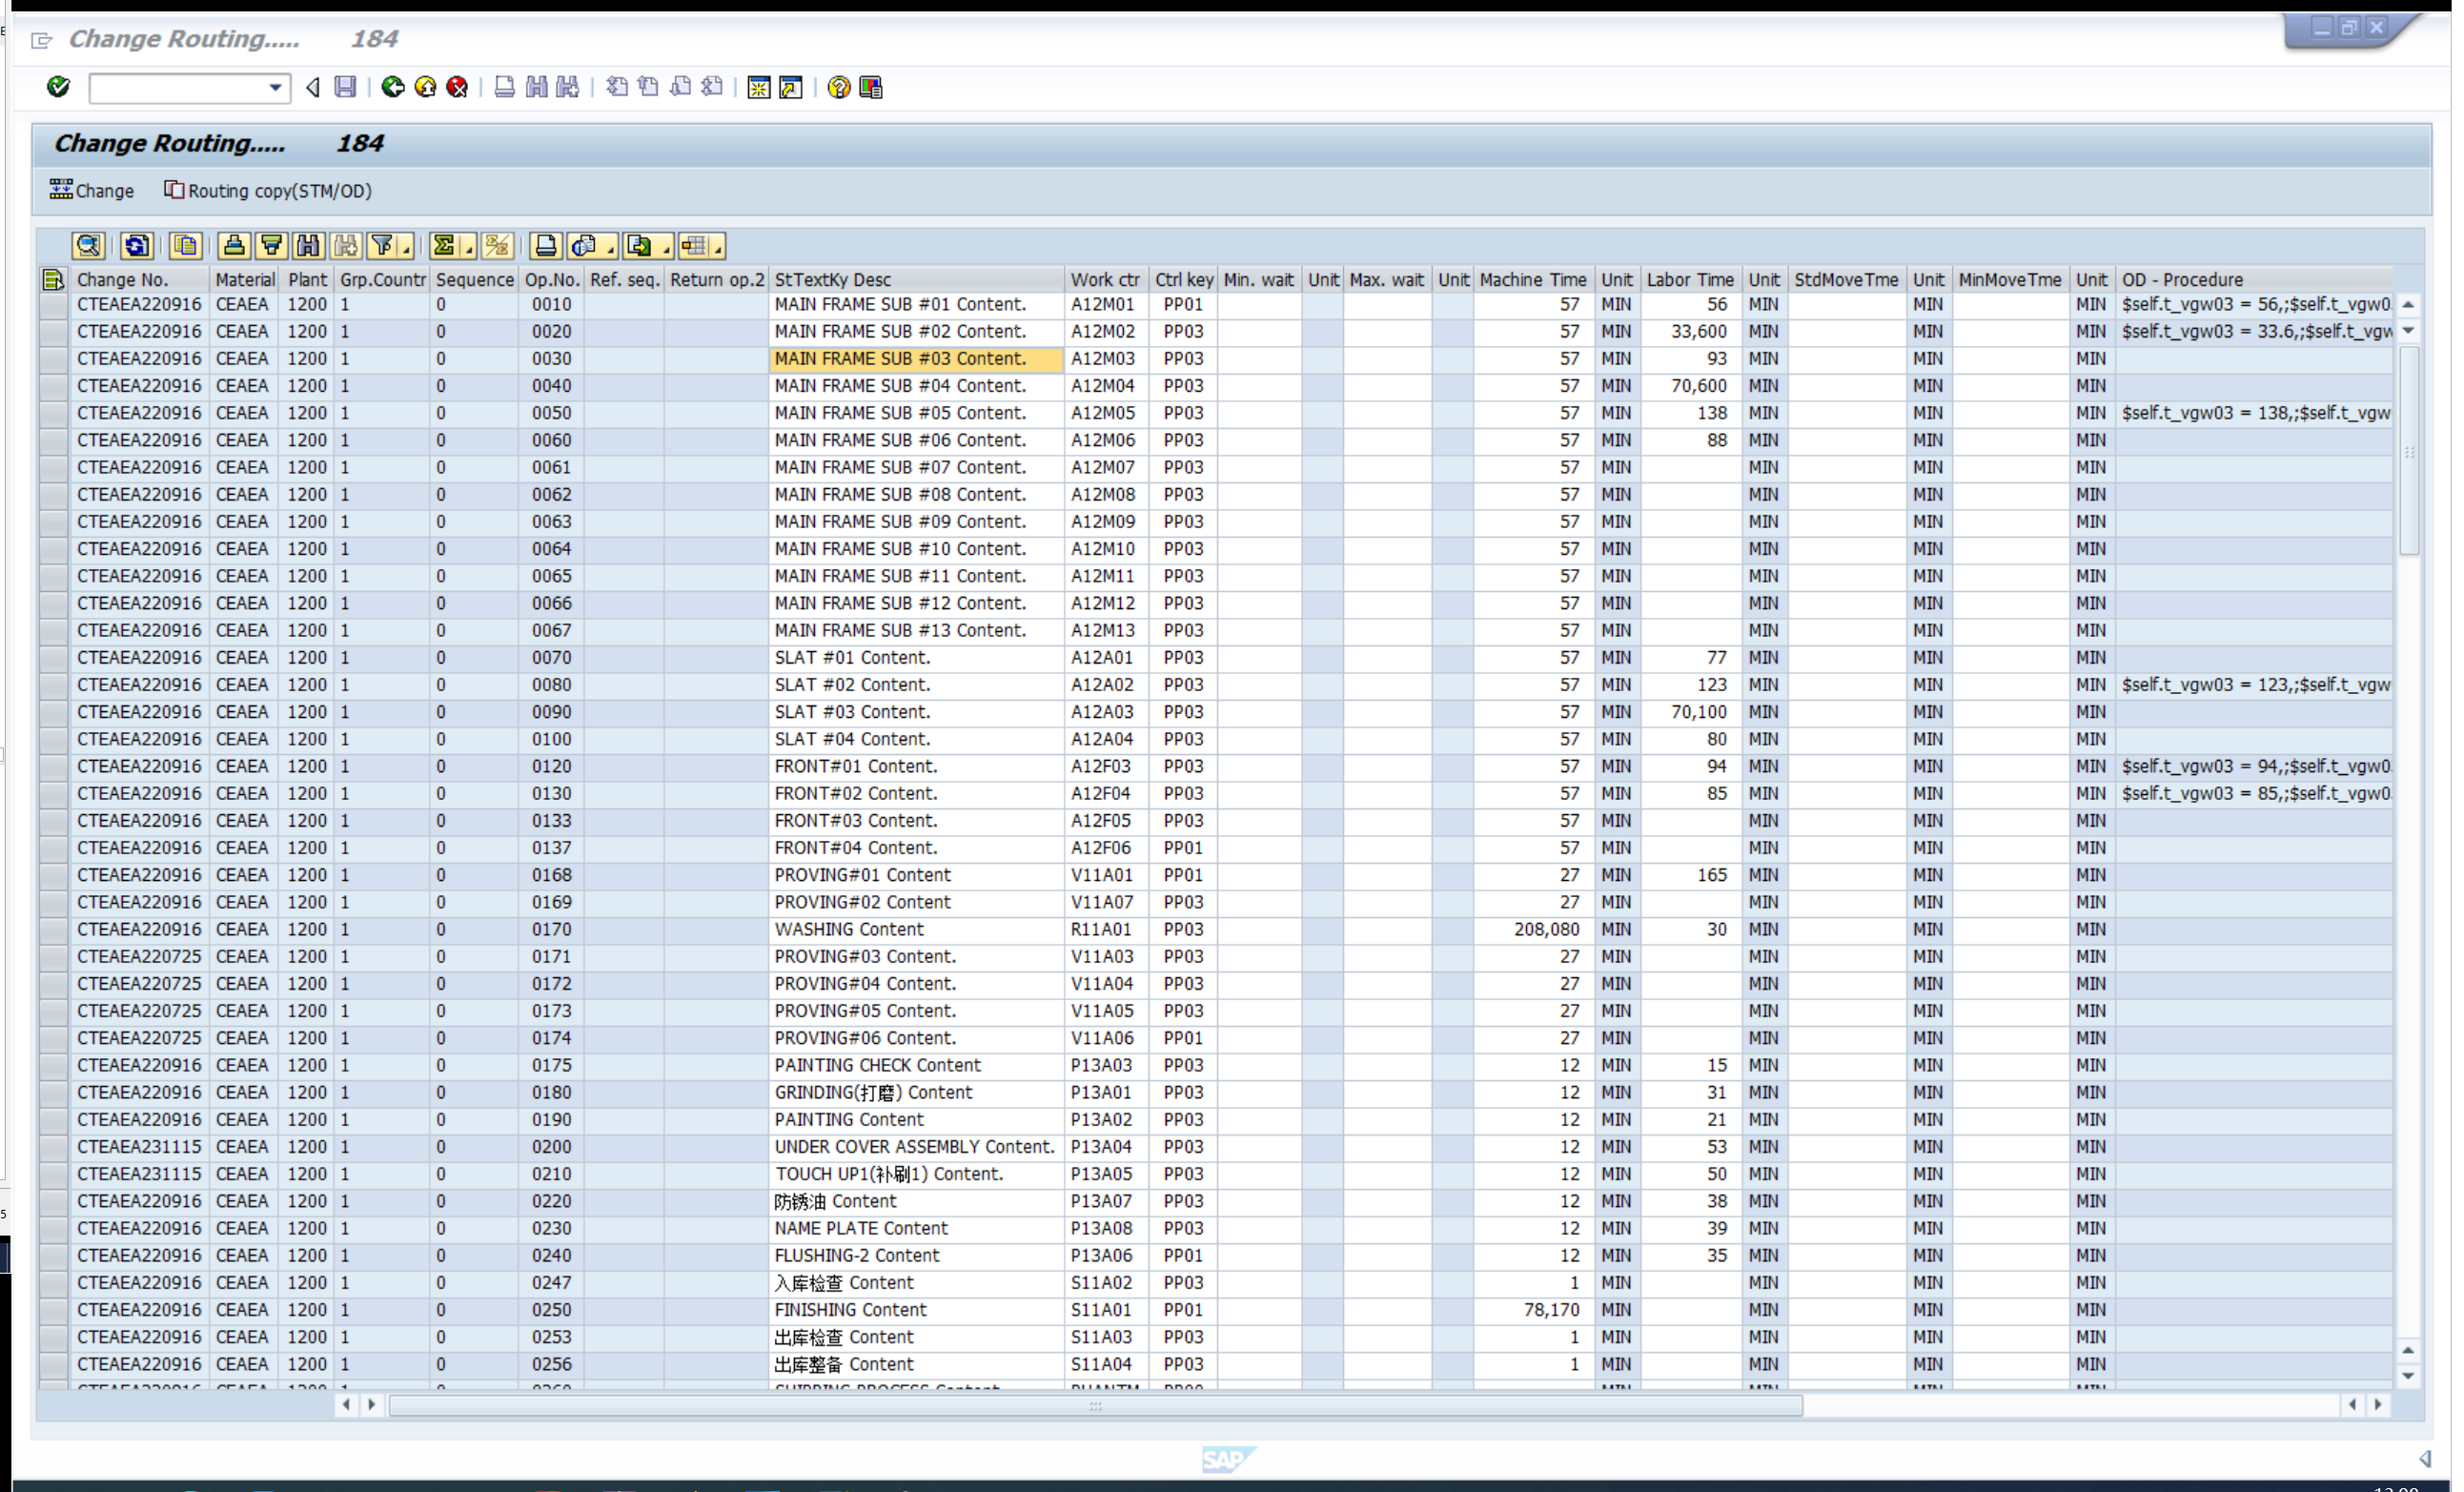 Change Routing..... 184
Change Routing..... 184
Change Routing copy(STM/OD)
Change No. Material Plant Grp.Countr Sequence Op.No. Ref. seq. Return op.2 StTextKy Desc Work ctr Ctrl key Min. wait Unit Max. wait Unit Machine Time Unit Labor Time Unit StdMoveTme Unit MinMoveTme Unit OD - Procedure
CTEAEA220916 CEAEA 1200 1 0 0010 MAIN FRAME SUB #01 Content. A12M01 PP01 57 MIN 56 MIN MIN MIN $self.t_vgw03 = 56,;$self.t_vgw0
CTEAEA220916 CEAEA 1200 1 0 0020 MAIN FRAME SUB #02 Content. A12M02 PP03 57 MIN 33,600 MIN MIN MIN $self.t_vgw03 = 33.6,;$self.t_vgw
CTEAEA220916 CEAEA 1200 1 0 0030 MAIN FRAME SUB #03 Content. A12M03 PP03 57 MIN 93 MIN MIN MIN
CTEAEA220916 CEAEA 1200 1 0 0040 MAIN FRAME SUB #04 Content. A12M04 PP03 57 MIN 70,600 MIN MIN MIN
CTEAEA220916 CEAEA 1200 1 0 0050 MAIN FRAME SUB #05 Content. A12M05 PP03 57 MIN 138 MIN MIN MIN $self.t_vgw03 = 138,;$self.t_vgw
CTEAEA220916 CEAEA 1200 1 0 0060 MAIN FRAME SUB #06 Content. A12M06 PP03 57 MIN 88 MIN MIN MIN
CTEAEA220916 CEAEA 1200 1 0 0061 MAIN FRAME SUB #07 Content. A12M07 PP03 57 MIN MIN MIN MIN
CTEAEA220916 CEAEA 1200 1 0 0062 MAIN FRAME SUB #08 Content. A12M08 PP03 57 MIN MIN MIN MIN
CTEAEA220916 CEAEA 1200 1 0 0063 MAIN FRAME SUB #09 Content. A12M09 PP03 57 MIN MIN MIN MIN
CTEAEA220916 CEAEA 1200 1 0 0064 MAIN FRAME SUB #10 Content. A12M10 PP03 57 MIN MIN MIN MIN
CTEAEA220916 CEAEA 1200 1 0 0065 MAIN FRAME SUB #11 Content. A12M11 PP03 57 MIN MIN MIN MIN
CTEAEA220916 CEAEA 1200 1 0 0066 MAIN FRAME SUB #12 Content. A12M12 PP03 57 MIN MIN MIN MIN
CTEAEA220916 CEAEA 1200 1 0 0067 MAIN FRAME SUB #13 Content. A12M13 PP03 57 MIN MIN MIN MIN
CTEAEA220916 CEAEA 1200 1 0 0070 SLAT #01 Content. A12A01 PP03 57 MIN 77 MIN MIN MIN
CTEAEA220916 CEAEA 1200 1 0 0080 SLAT #02 Content. A12A02 PP03 57 MIN 123 MIN MIN MIN $self.t_vgw03 = 123,;$self.t_vgw
CTEAEA220916 CEAEA 1200 1 0 0090 SLAT #03 Content. A12A03 PP03 57 MIN 70,100 MIN MIN MIN
CTEAEA220916 CEAEA 1200 1 0 0100 SLAT #04 Content. A12A04 PP03 57 MIN 80 MIN MIN MIN
CTEAEA220916 CEAEA 1200 1 0 0120 FRONT#01 Content. A12F03 PP03 57 MIN 94 MIN MIN MIN $self.t_vgw03 = 94,;$self.t_vgw0
CTEAEA220916 CEAEA 1200 1 0 0130 FRONT#02 Content. A12F04 PP03 57 MIN 85 MIN MIN MIN $self.t_vgw03 = 85,;$self.t_vgw0
CTEAEA220916 CEAEA 1200 1 0 0133 FRONT#03 Content. A12F05 PP03 57 MIN MIN MIN MIN
CTEAEA220916 CEAEA 1200 1 0 0137 FRONT#04 Content. A12F06 PP01 57 MIN MIN MIN MIN
CTEAEA220916 CEAEA 1200 1 0 0168 PROVING#01 Content V11A01 PP01 27 MIN 165 MIN MIN MIN
CTEAEA220916 CEAEA 1200 1 0 0169 PROVING#02 Content V11A07 PP03 27 MIN MIN MIN MIN
CTEAEA220916 CEAEA 1200 1 0 0170 WASHING Content R11A01 PP03 208,080 MIN 30 MIN MIN MIN
CTEAEA220725 CEAEA 1200 1 0 0171 PROVING#03 Content. V11A03 PP03 27 MIN MIN MIN MIN
CTEAEA220725 CEAEA 1200 1 0 0172 PROVING#04 Content. V11A04 PP03 27 MIN MIN MIN MIN
CTEAEA220725 CEAEA 1200 1 0 0173 PROVING#05 Content. V11A05 PP03 27 MIN MIN MIN MIN
CTEAEA220725 CEAEA 1200 1 0 0174 PROVING#06 Content. V11A06 PP01 27 MIN MIN MIN MIN
CTEAEA220916 CEAEA 1200 1 0 0175 PAINTING CHECK Content P13A03 PP03 12 MIN 15 MIN MIN MIN
CTEAEA220916 CEAEA 1200 1 0 0180 GRINDING(打磨) Content P13A01 PP03 12 MIN 31 MIN MIN MIN
CTEAEA220916 CEAEA 1200 1 0 0190 PAINTING Content P13A02 PP03 12 MIN 21 MIN MIN MIN
CTEAEA231115 CEAEA 1200 1 0 0200 UNDER COVER ASSEMBLY Content. P13A04 PP03 12 MIN 53 MIN MIN MIN
CTEAEA231115 CEAEA 1200 1 0 0210 TOUCH UP1(补刷1) Content. P13A05 PP03 12 MIN 50 MIN MIN MIN
CTEAEA220916 CEAEA 1200 1 0 0220 防锈油 Content P13A07 PP03 12 MIN 38 MIN MIN MIN
CTEAEA220916 CEAEA 1200 1 0 0230 NAME PLATE Content P13A08 PP03 12 MIN 39 MIN MIN MIN
CTEAEA220916 CEAEA 1200 1 0 0240 FLUSHING-2 Content P13A06 PP01 12 MIN 35 MIN MIN MIN
CTEAEA220916 CEAEA 1200 1 0 0247 入库检查 Content S11A02 PP03 1 MIN MIN MIN MIN
CTEAEA220916 CEAEA 1200 1 0 0250 FINISHING Content S11A01 PP01 78,170 MIN MIN MIN MIN
CTEAEA220916 CEAEA 1200 1 0 0253 出库检查 Content S11A03 PP03 1 MIN MIN MIN MIN
CTEAEA220916 CEAEA 1200 1 0 0256 出库整备 Content S11A04 PP03 1 MIN MIN MIN MIN
SAP